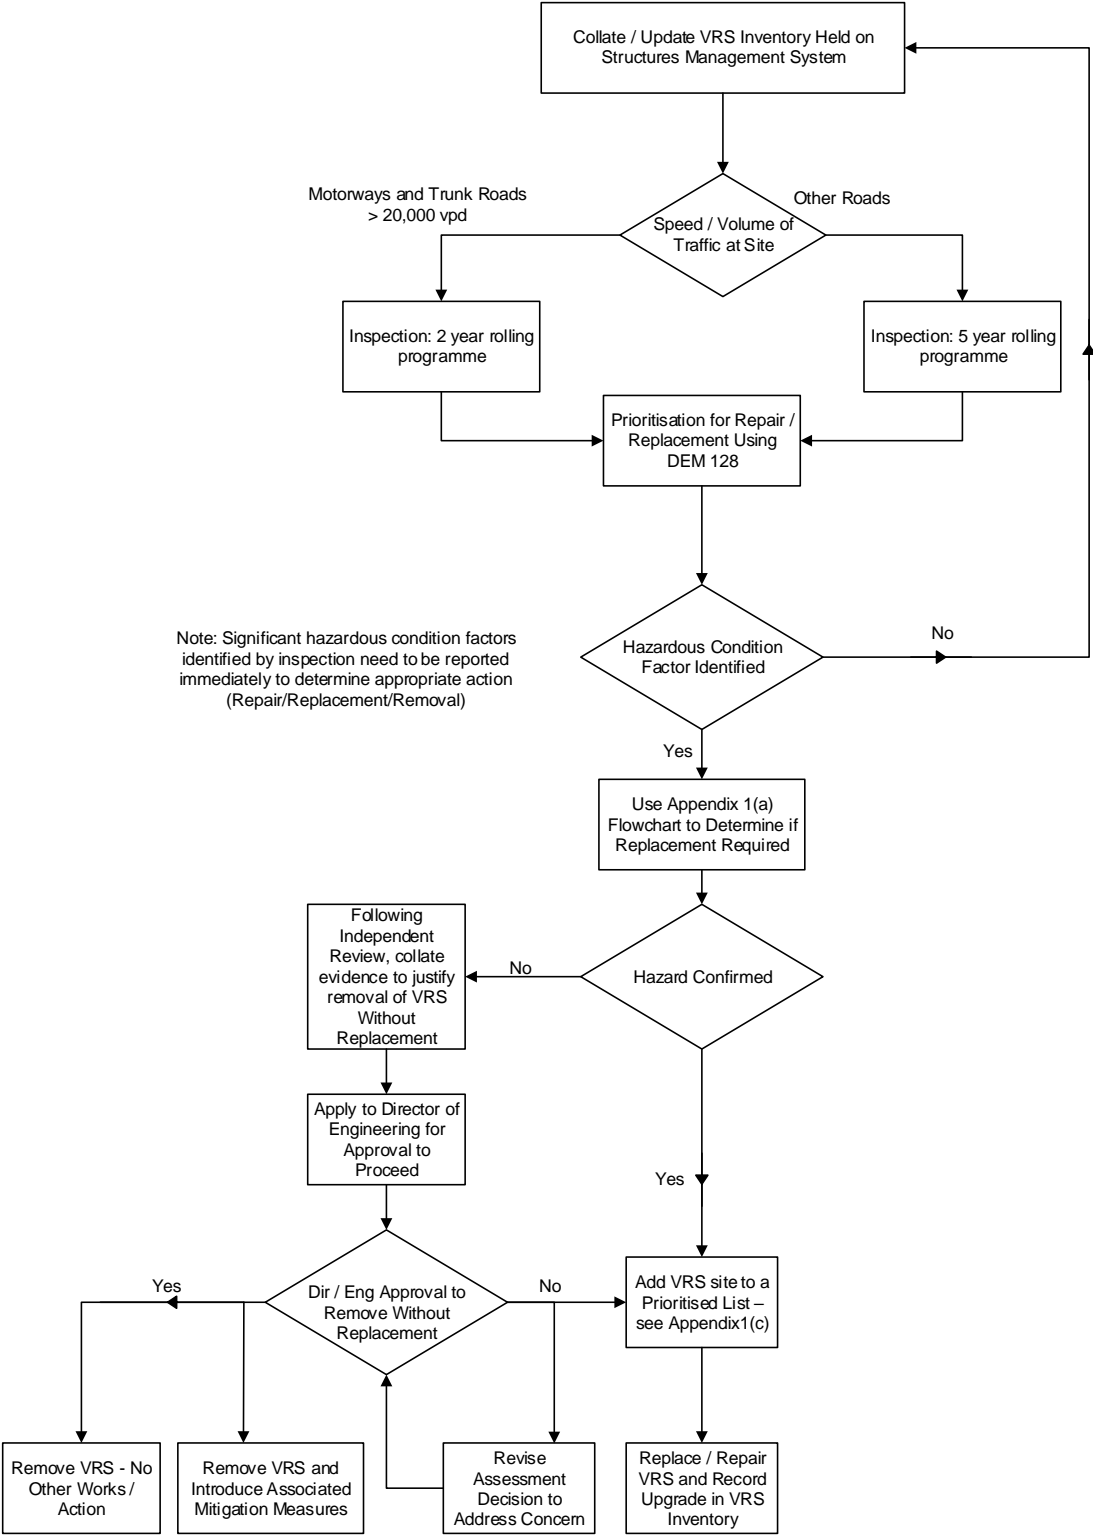 Collate / Update VRS Inventory Held on
Structures Management System
Motorways and Trunk Roads
> 20,000 vpd
Other Roads
Speed / Volume of
Traffic at Site
Inspection: 2 year rolling
programme
Inspection: 5 year rolling
programme
Prioritisation for Repair /
Replacement Using
DEM 128
Note: Significant hazardous condition factors
identified by inspection need to be reported
immediately to determine appropriate action
(Repair/Replacement/Removal)
Hazardous Condition
Factor Identified
No
Yes
Use Appendix 1(a)
Flowchart to Determine if
Replacement Required
Following
Independent
Review, collate
evidence to justify
removal of VRS
Without
Replacement
No
Hazard Confirmed
Apply to Director of
Engineering for
Approval to
Proceed
Yes
Yes
Dir / Eng Approval to
Remove Without
Replacement
No
Add VRS site to a
Prioritised List –
see Appendix1(c)
Remove VRS - No
Other Works /
Action
Remove VRS and
Introduce Associated
Mitigation Measures
Revise
Assessment
Decision to
Address Concern
Replace / Repair
VRS and Record
Upgrade in VRS
Inventory